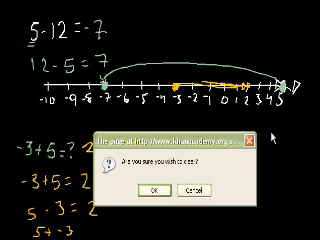 5-12=-7
12-5=7
-10 -9 -8 -7 -6 -5 -4 -3 -2 -1 0 1 2 3 4 5
-3+5=? 2
-3+5=2
5-3=2
5+-3
The page at http://www.khanacademy.org s...
Are you sure you wish to clear?
OK Cancel